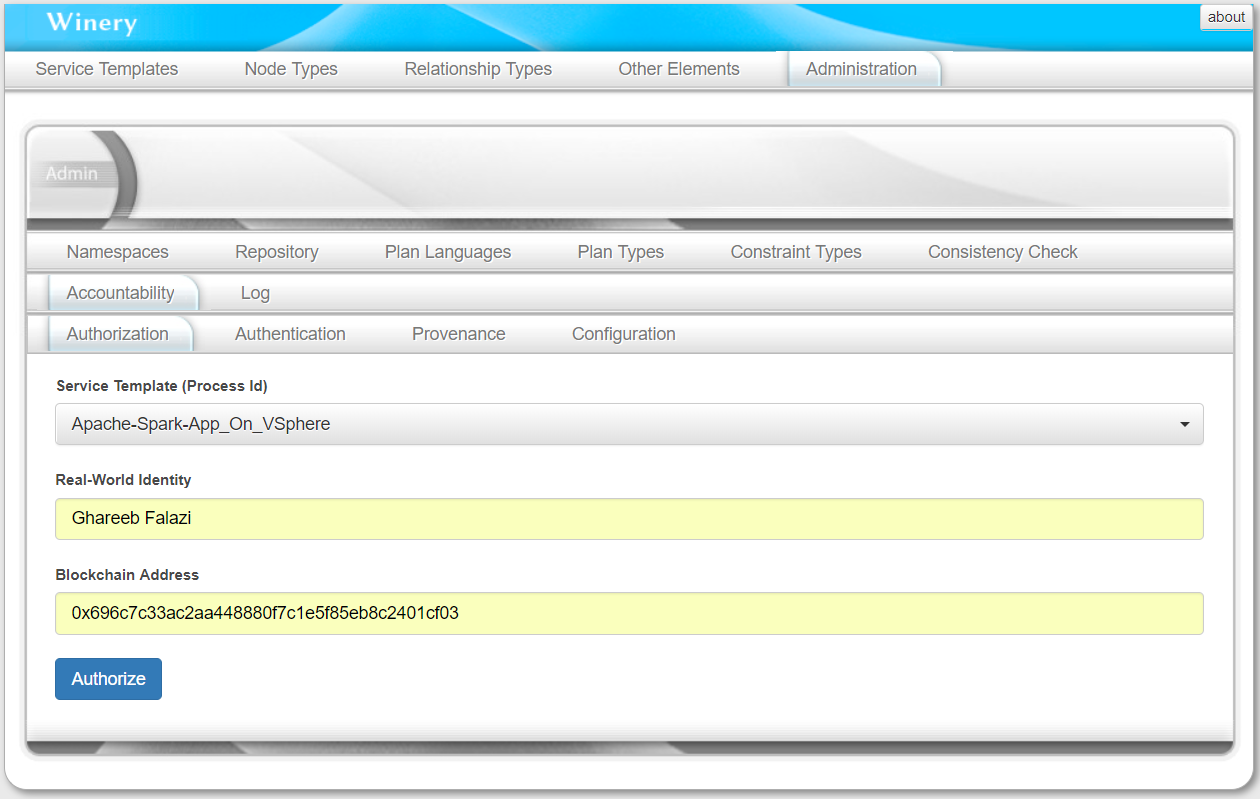 Winery
about
Service Templates Node Types Relationship Types Other Elements Administration
Admin
Namespaces Repository Plan Languages Plan Types Constraint Types Consistency Check
Accountability Log
Authorization Authentication Provenance Configuration
Service Template (Process Id)
Apache-Spark-App_On_VSphere
Real-World Identity
Ghareeb Falazi
Blockchain Address
0x696c7c33ac2aa448880f7c1e5f85eb8c2401cf03
Authorize